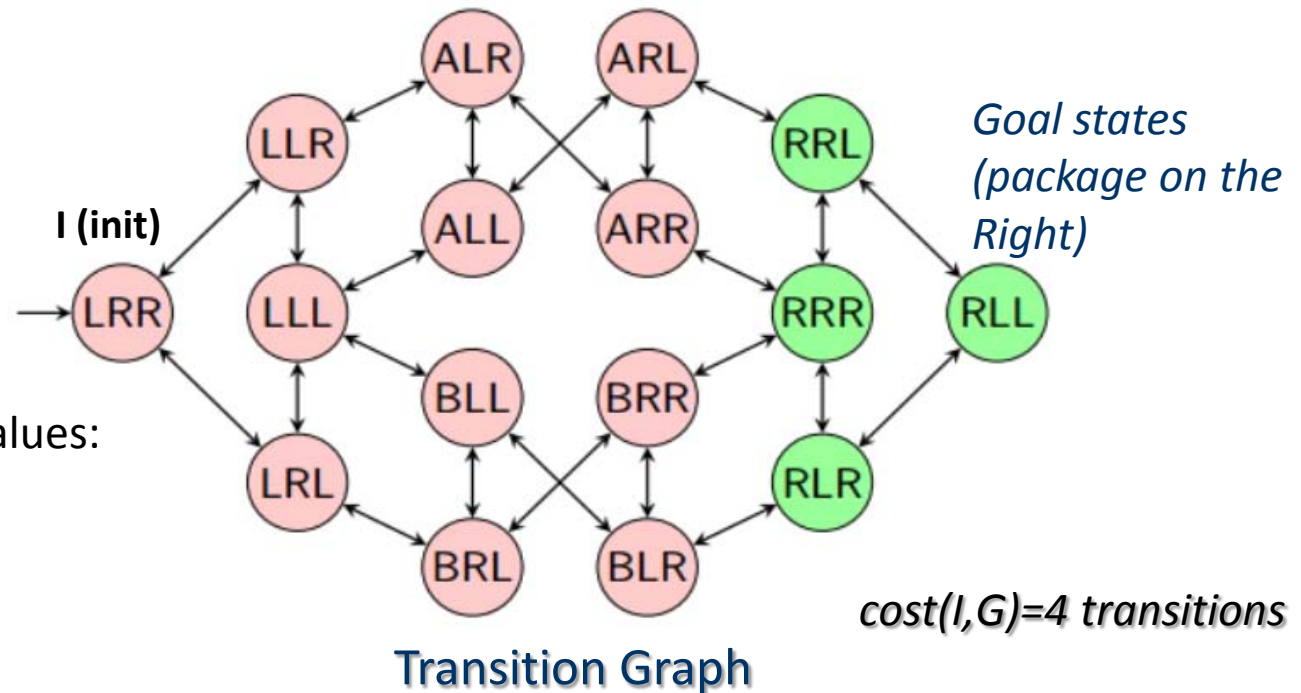 ALR
ARL
LLR
RRL
Goal states
(package on the
Right)
I (init)
ALL
ARR
LRR
LLL
RRR
RLL
BLL
BRR
alues:
LRL
RLR
BRL
BLR
cost(I,G)=4 transitions
Transition Graph